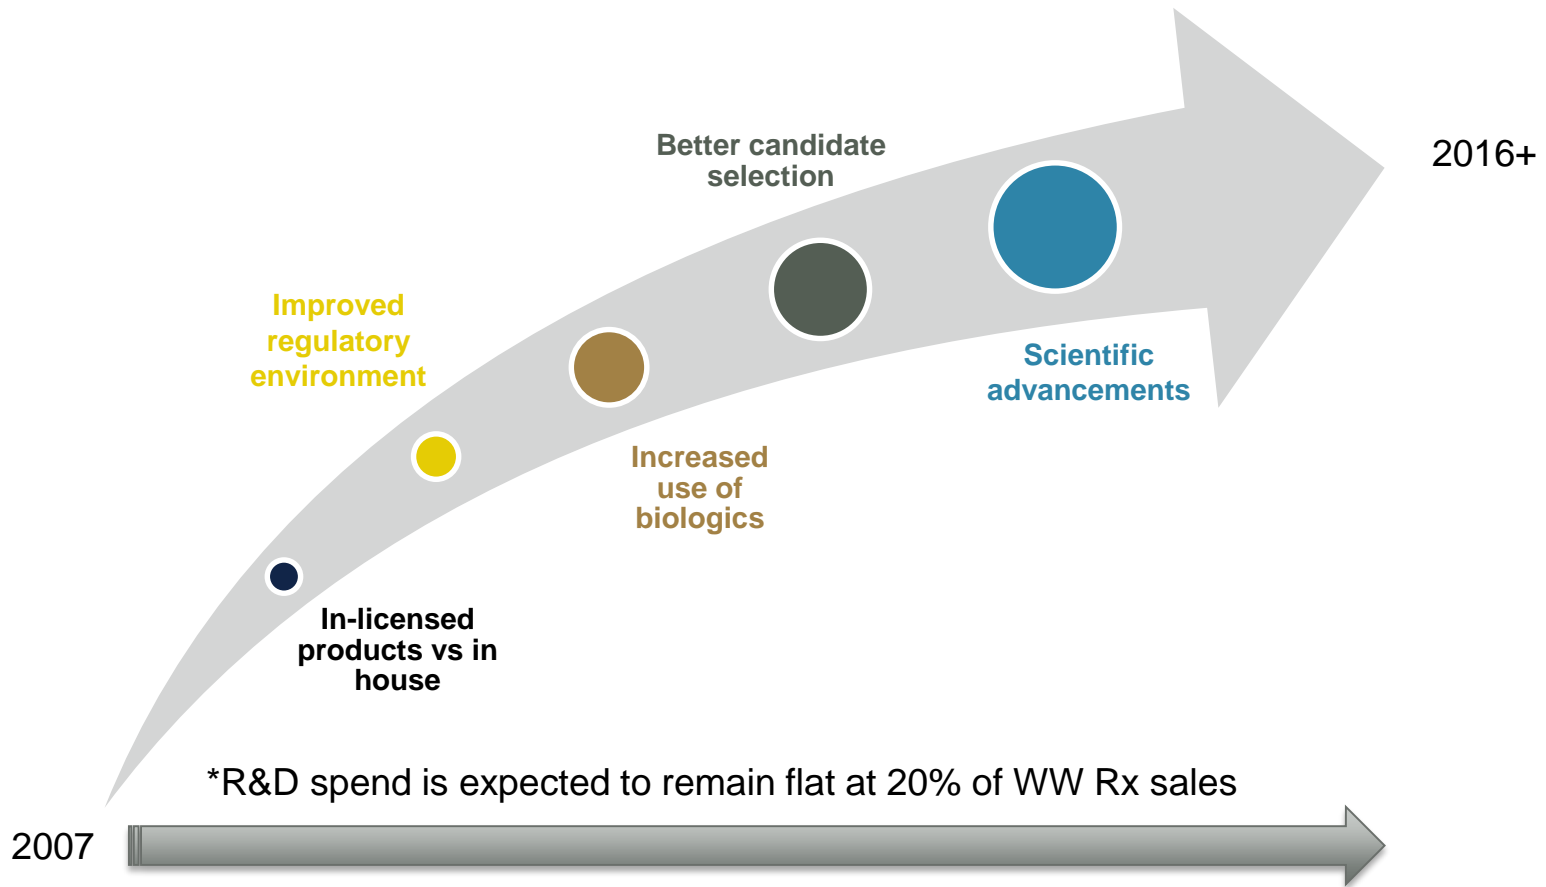 2016+
Better candidate
selection
Improved
regulatory
environment
Scientific
advancements
Increased
use of
biologics
In-licensed
products vs in
house
*R&D spend is expected to remain flat at 20% of WW Rx sales
2007